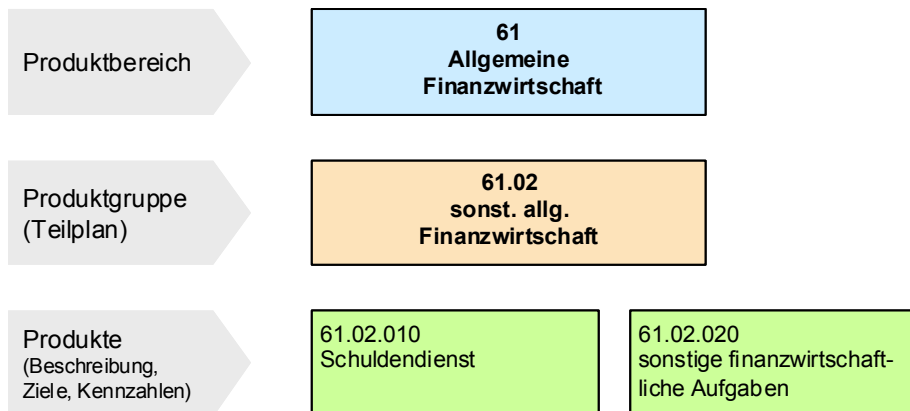 Produktbereich
61
Allgemeine
Finanzwirtschaft
Produktgruppe
(Teilplan)
61.02
sonst. allg.
Finanzwirtschaft
Produkte
(Beschreibung,
Ziele, Kennzahlen)
61.02.010
Schuldendienst
61.02.020
sonstige finanzwirtschaft-
liche Aufgaben